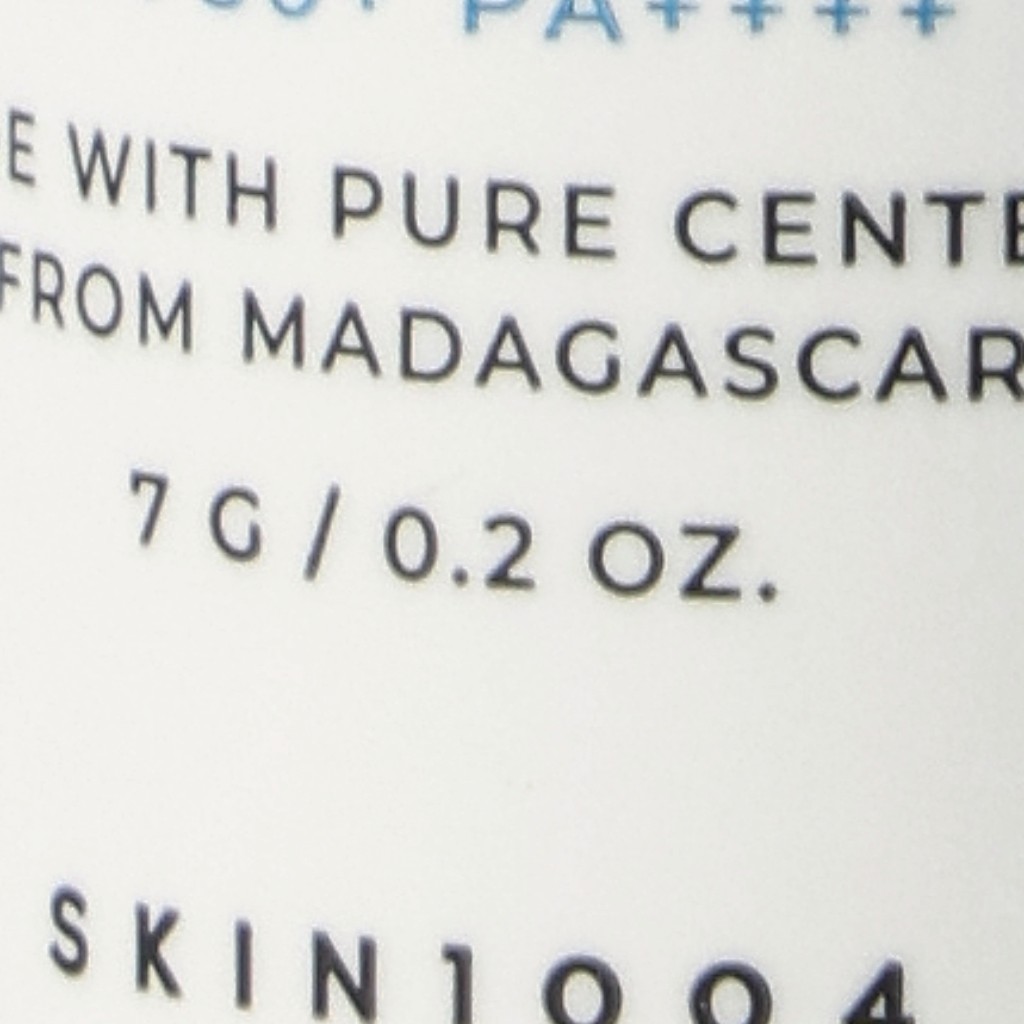 PA++++
E WITH PURE CENTE
FROM MADAGASCAR
7 G / 0.2 OZ.
SKIN1004